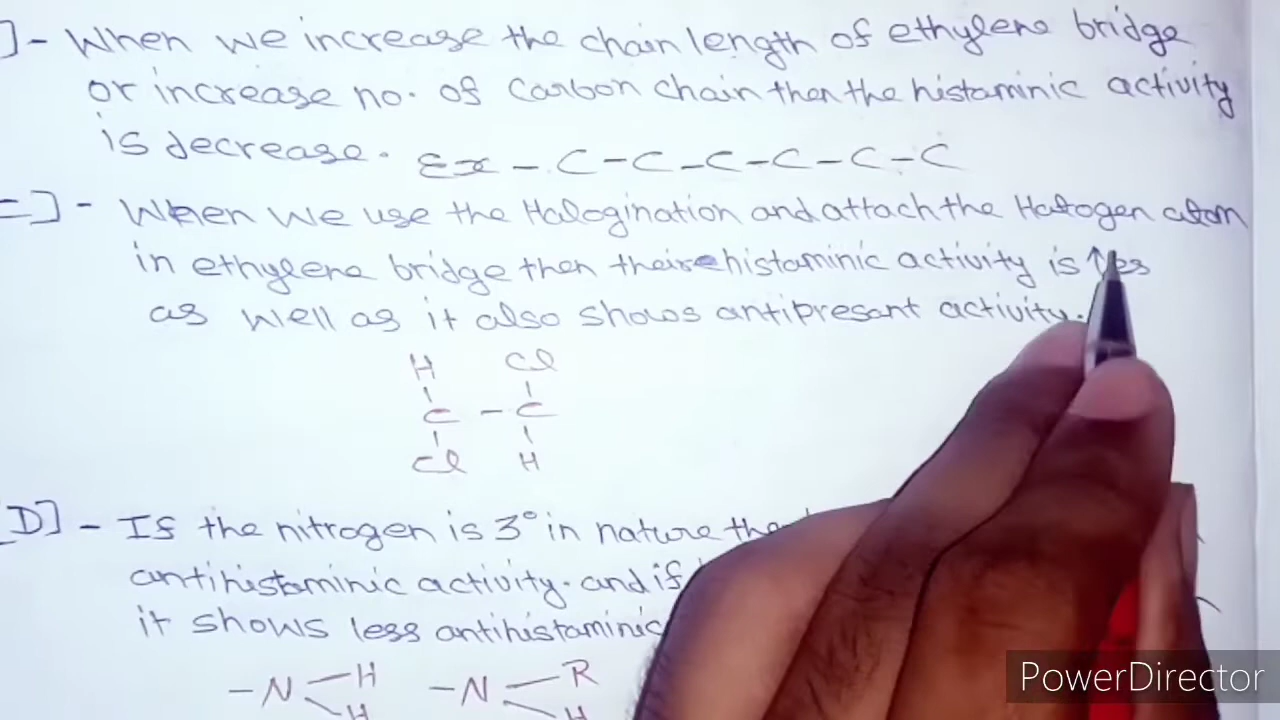 ] - When we increase the chain length of ethylene bridge
or increase no. of carbon chain then the histaminic activity
is decrease. Ex - C-C-C-C-C-C
] - When we use the Halogination and attach the Halogen atom
in ethylene bridge then their histaminic activity is ↑es
as well as it also shows antipresant activity.
H Cl
C - C
Cl H
[D] - If the nitrogen is 3° in nature
antihistaminic activity. and if
it shows less antihistaminic
-N H -N R
H H
PowerDirector